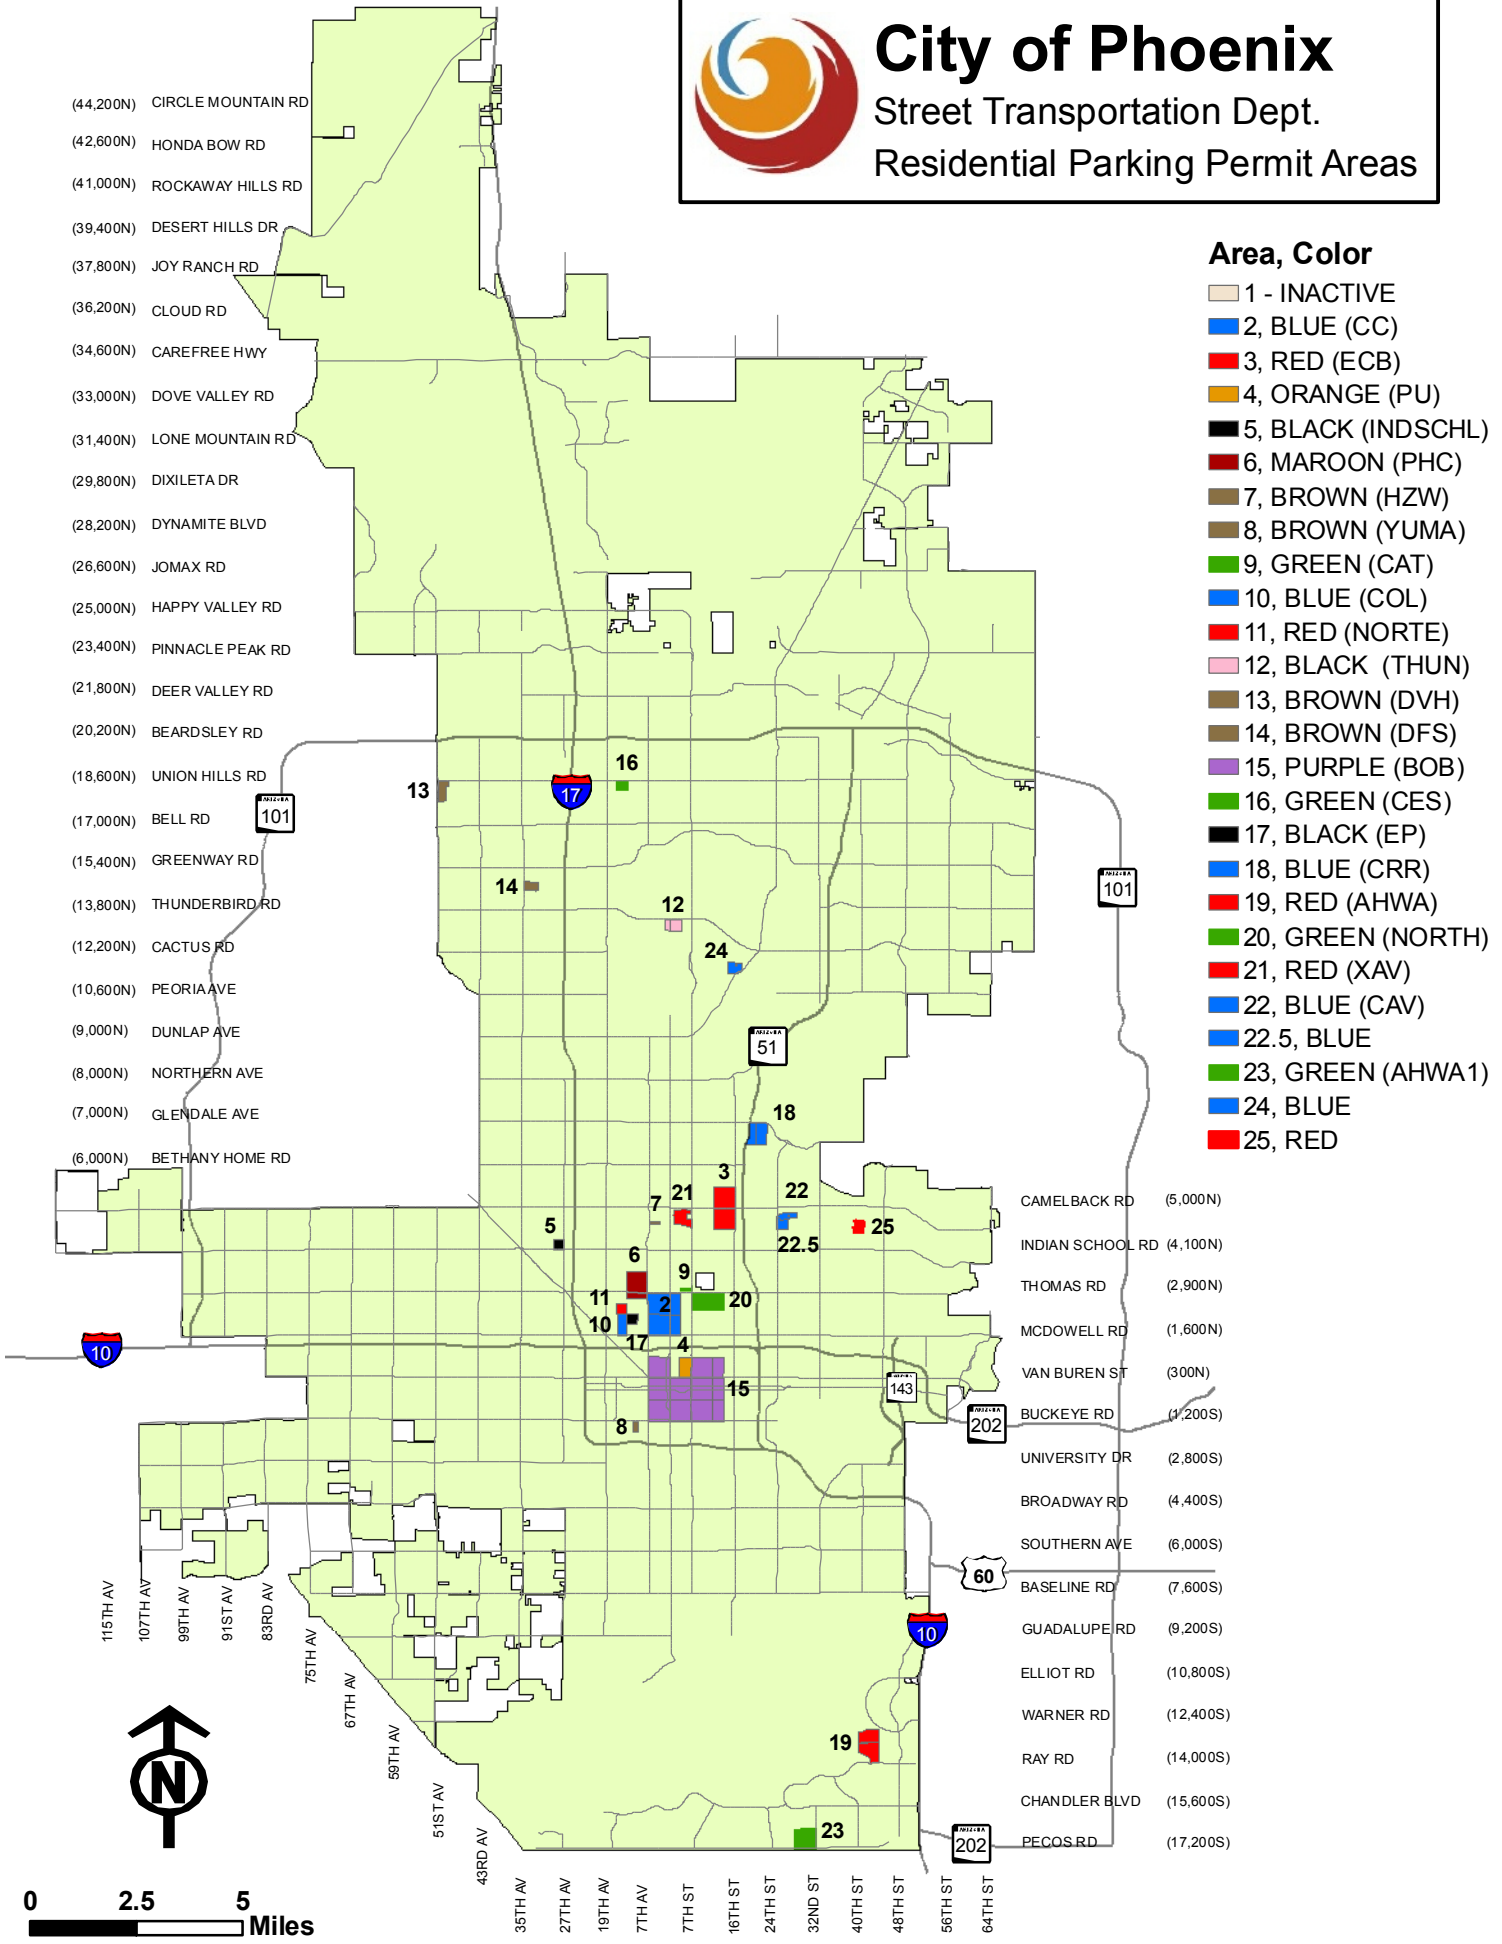 City of Phoenix
Street Transportation Dept.
Residential Parking Permit Areas
Area, Color
1 - INACTIVE
2, BLUE (CC)
3, RED (ECB)
4, ORANGE (PU)
5, BLACK (INDSCHL)
6, MAROON (PHC)
7, BROWN (HZW)
8, BROWN (YUMA)
9, GREEN (CAT)
10, BLUE (COL)
11, RED (NORTE)
12, BLACK (THUN)
13, BROWN (DVH)
14, BROWN (DFS)
15, PURPLE (BOB)
16, GREEN (CES)
17, BLACK (EP)
18, BLUE (CRR)
19, RED (AHWA)
20, GREEN (NORTH)
21, RED (XAV)
22, BLUE (CAV)
22.5, BLUE
23, GREEN (AHWA1)
24, BLUE
25, RED
(44,200N) CIRCLE MOUNTAIN RD
(42,600N) HONDA BOW RD
(41,000N) ROCKAWAY HILLS RD
(39,400N) DESERT HILLS DR
(37,800N) JOY RANCH RD
(36,200N) CLOUD RD
(34,600N) CAREFREE HWY
(33,000N) DOVE VALLEY RD
(31,400N) LONE MOUNTAIN RD
(29,800N) DIXILETA DR
(28,200N) DYNAMITE BLVD
(26,600N) JOMAX RD
(25,000N) HAPPY VALLEY RD
(23,400N) PINNACLE PEAK RD
(21,800N) DEER VALLEY RD
(20,200N) BEARDSLEY RD
(18,600N) UNION HILLS RD
(17,000N) BELL RD
(15,400N) GREENWAY RD
(13,800N) THUNDERBIRD RD
(12,200N) CACTUS RD
(10,600N) PEORIA AVE
(9,000N) DUNLAP AVE
(8,000N) NORTHERN AVE
(7,000N) GLENDALE AVE
(6,000N) BETHANY HOME RD
16
13
17
ARIZONA
101
14
ARIZONA
101
12
24
ARIZONA
51
18
3
21
22
7
5
25
22.5
6
9
11
2
20
10
17
4
10
15
143
ARIZONA
202
8
CAMELBACK RD (5,000N)
INDIAN SCHOOL RD (4,100N)
THOMAS RD (2,900N)
MCDOWELL RD (1,600N)
VAN BUREN ST (300N)
BUCKEYE RD (1,200S)
UNIVERSITY DR (2,800S)
BROADWAY RD (4,400S)
SOUTHERN AVE (6,000S)
60
BASELINE RD (7,600S)
GUADALUPE RD (9,200S)
10
ELLIOT RD (10,800S)
WARNER RD (12,400S)
RAY RD (14,000S)
CHANDLER BLVD (15,600S)
PECOS RD (17,200S)
19
23
ARIZONA
202
115TH AV
107TH AV
99TH AV
91ST AV
83RD AV
75TH AV
67TH AV
59TH AV
51ST AV
43RD AV
35TH AV
27TH AV
19TH AV
7TH AV
7TH ST
16TH ST
24TH ST
32ND ST
40TH ST
48TH ST
56TH ST
64TH ST
N
0 2.5 5
Miles